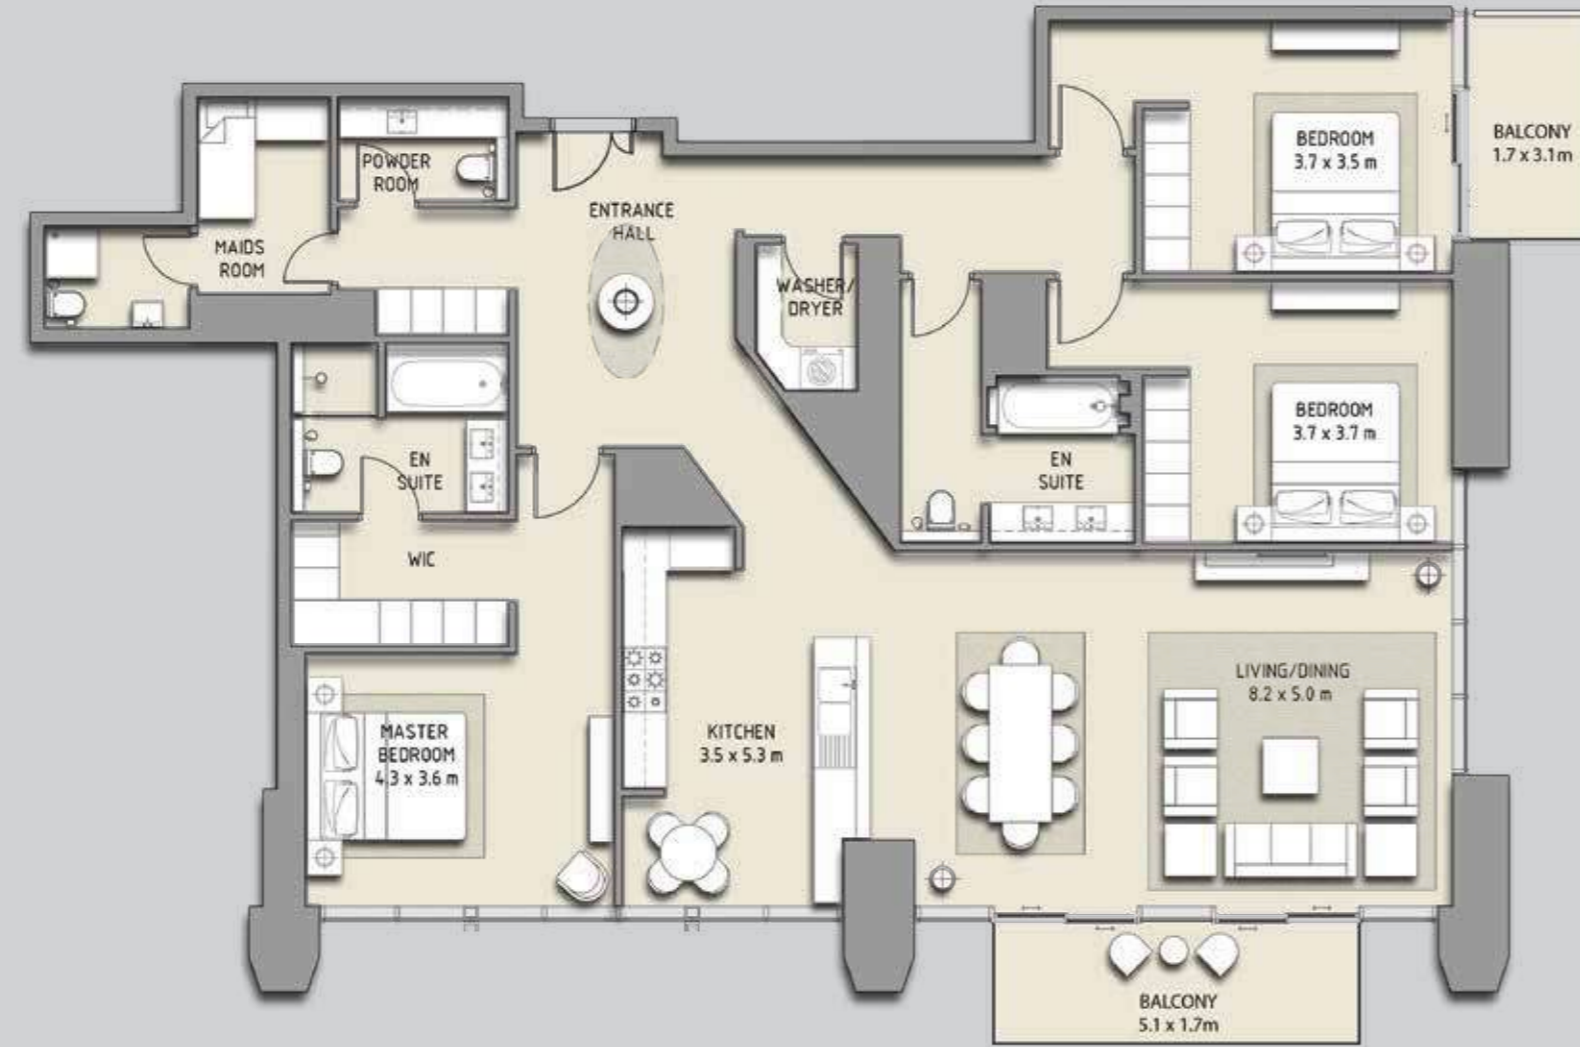 BEDROOM
3.7 x 3.5 m
BALCONY
1.7 x 3.1m
POWDER
ROOM
ENTRANCE
HALL
MAIDS
ROOM
WASHER/
DRYER
BEDROOM
3.7 x 3.7 m
EN
SUITE
EN
SUITE
WIC
LIVING/DINING
8.2 x 5.0 m
MASTER
BEDROOM
4.3 x 3.6 m
KITCHEN
3.5 x 5.3 m
BALCONY
5.1 x 1.7m